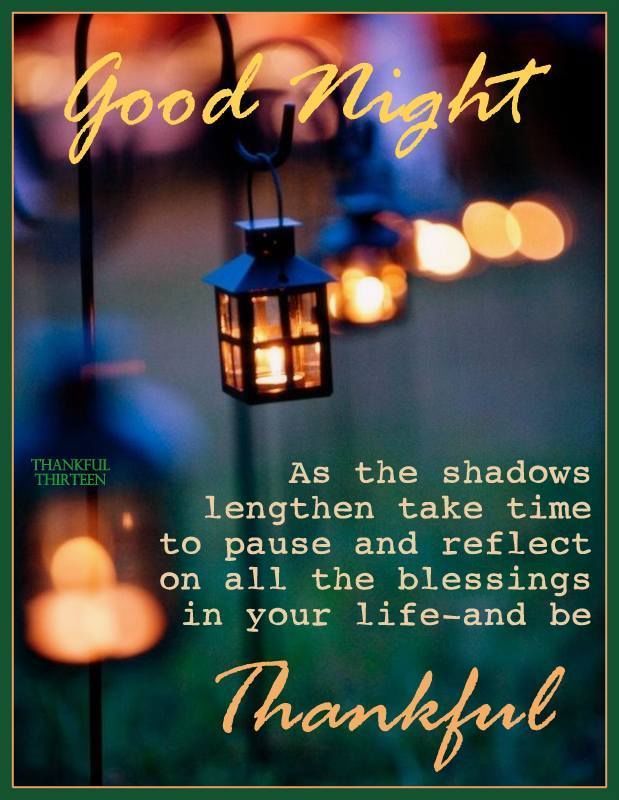 Good Night
THANKFUL
THIRTEEN
As the shadows
lengthen take time
to pause and reflect
on all the blessings
in your life-and be
Thankful